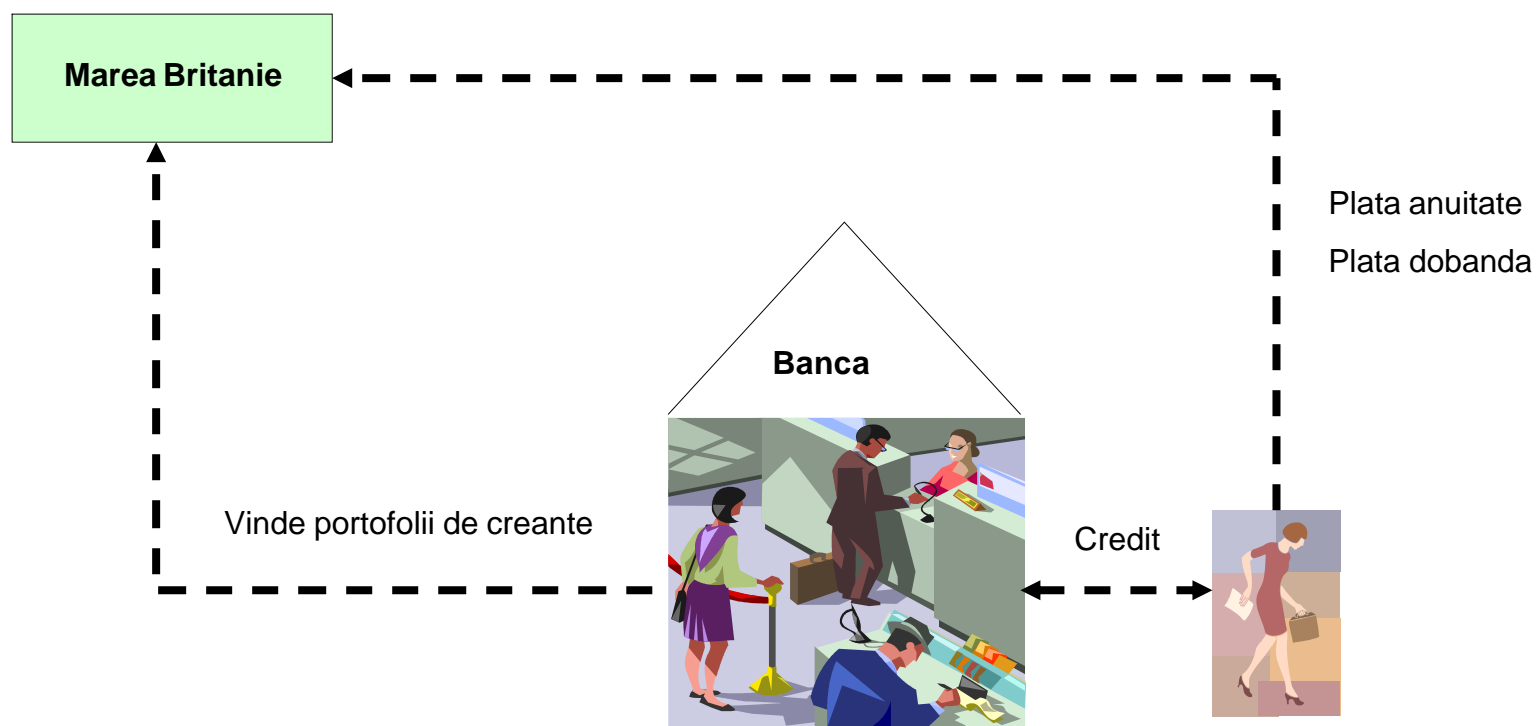 Marea Britanie
Plata anuitate
Plata dobanda
Banca
Vinde portofolii de creante
Credit